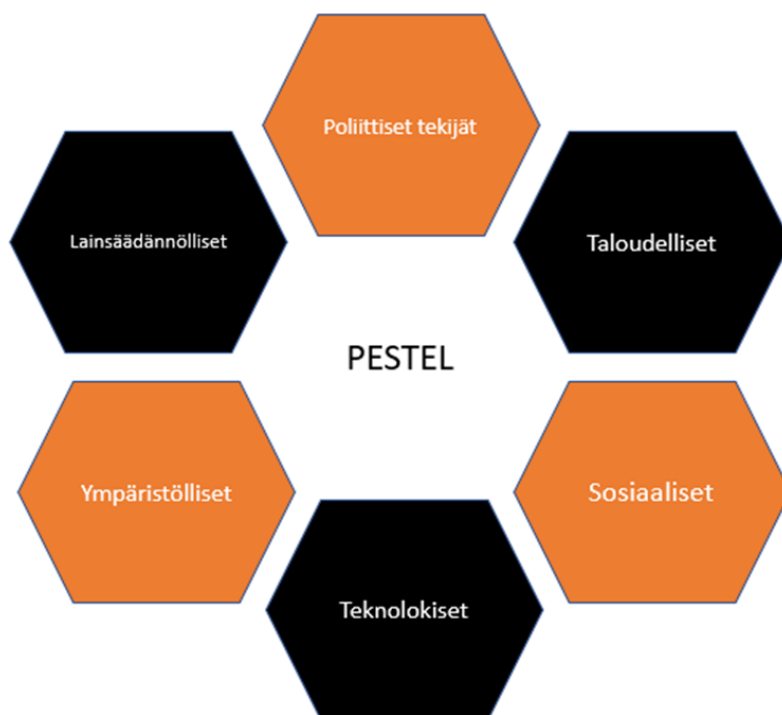 Poliittiset tekijät
Lainsäädännölliset
Taloudelliset
PESTEL
Ympäristölliset
Sosiaaliset
Teknolokiset